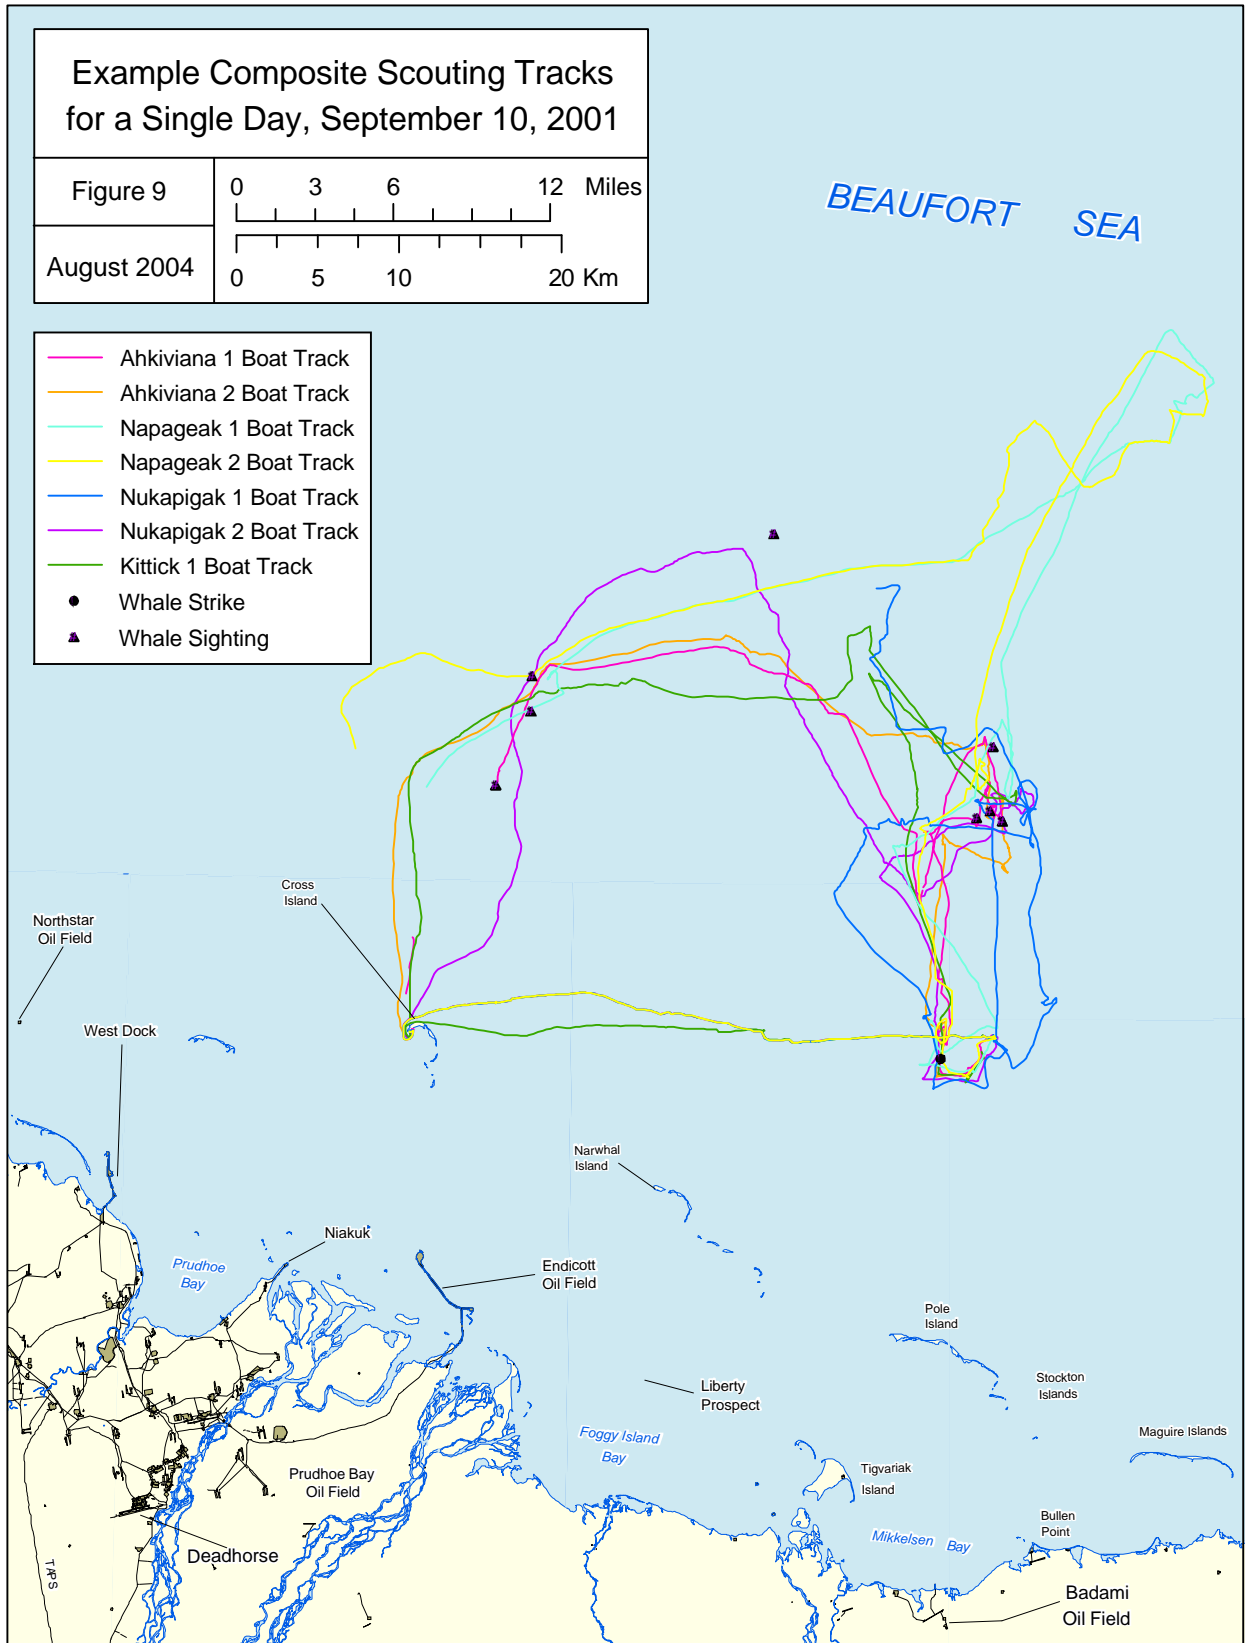 Example Composite Scouting Tracks
for a Single Day, September 10, 2001
Figure 9
August 2004
0 3 6 12 Miles
0 5 10 20 Km
BEAUFORT SEA
Ahkiviana 1 Boat Track
Ahkiviana 2 Boat Track
Napageak 1 Boat Track
Napageak 2 Boat Track
Nukapigak 1 Boat Track
Nukapigak 2 Boat Track
Kittick 1 Boat Track
Whale Strike
Whale Sighting
Cross
Island
Northstar
Oil Field
West Dock
Narwhal
Island
Niakuk
Prudhoe
Bay
Endicott
Oil Field
Pole
Island
Liberty
Prospect
Stockton
Islands
Foggy Island
Bay
Maguire Islands
Prudhoe Bay
Oil Field
Tigvariak
Island
Bullen
Point
Mikkelsen Bay
Deadhorse
TAPS
Badami
Oil Field